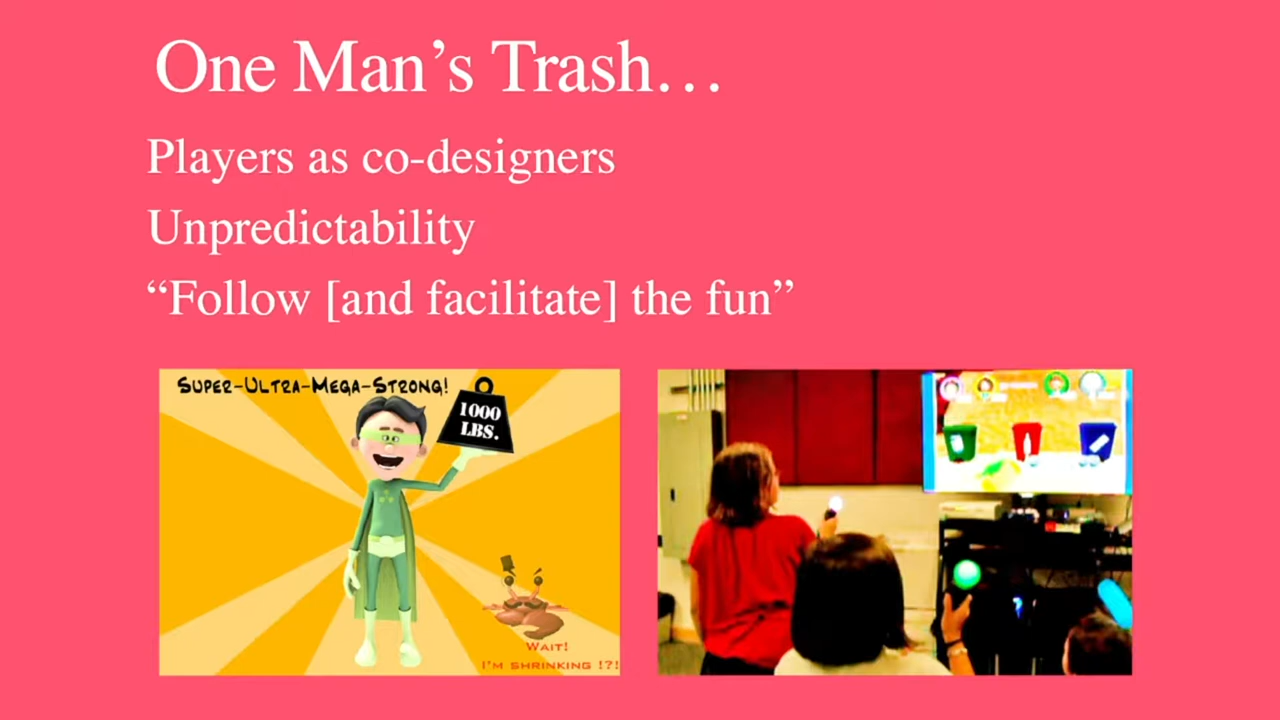 One Man’s Trash…
Players as co-designers
Unpredictability
“Follow [and facilitate] the fun”
Super-Ultra-Mega-Strong!
1000
LBS.
Wait!
I'm shrinking !?!